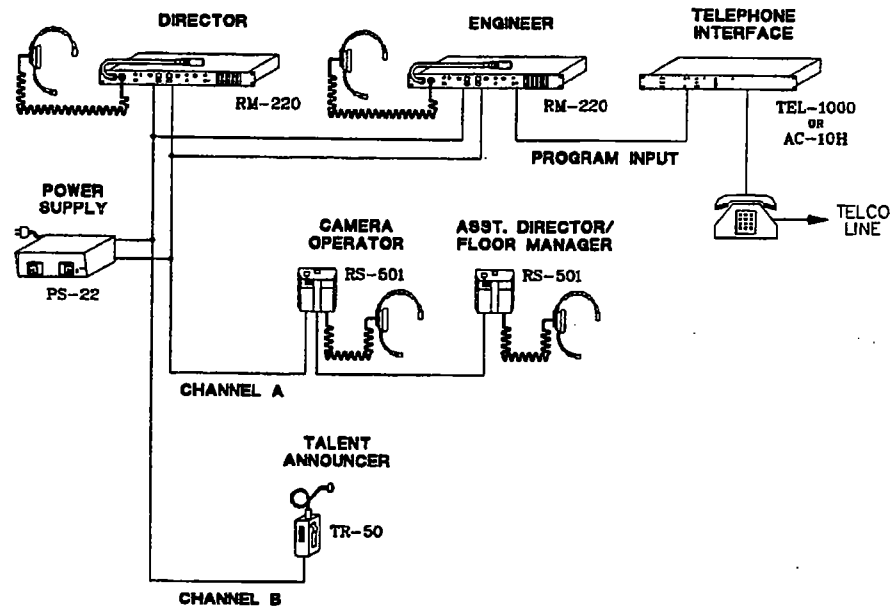 DIRECTOR
ENGINEER
TELEPHONE
INTERFACE
RM-220
RM-220
TEL-1000
OR
AC-10H
PROGRAM INPUT
POWER
SUPPLY
TELCO
LINE
CAMERA
OPERATOR
ASST. DIRECTOR/
FLOOR MANAGER
RS-501
RS-501
PS-22
CHANNEL A
TALENT
ANNOUNCER
TR-50
CHANNEL B